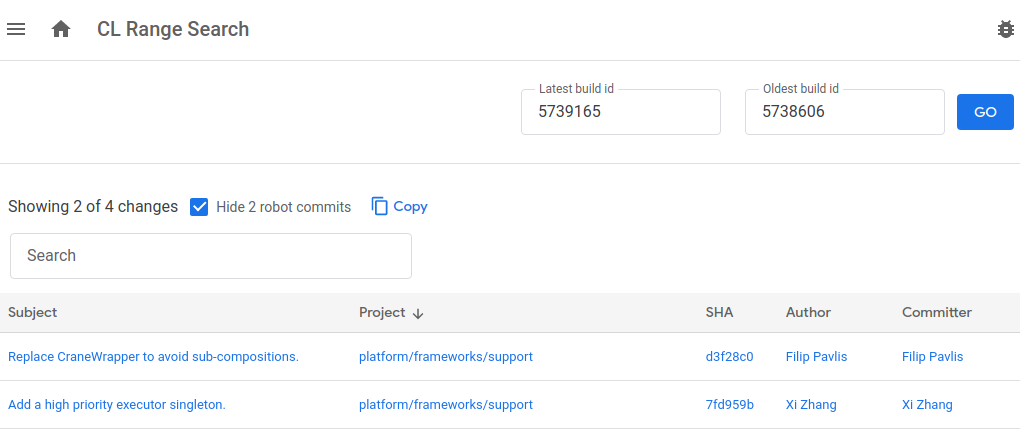 CL Range Search
Latest build id
Oldest build id
5739165
5738606
GO
Showing 2 of 4 changes
Hide 2 robot commits
Copy
Search
Subject Project SHA Author Committer
Replace CraneWrapper to avoid sub-compositions. platform/frameworks/support d3f28c0 Filip Pavlis Filip Pavlis
Add a high priority executor singleton. platform/frameworks/support 7fd959b Xi Zhang Xi Zhang